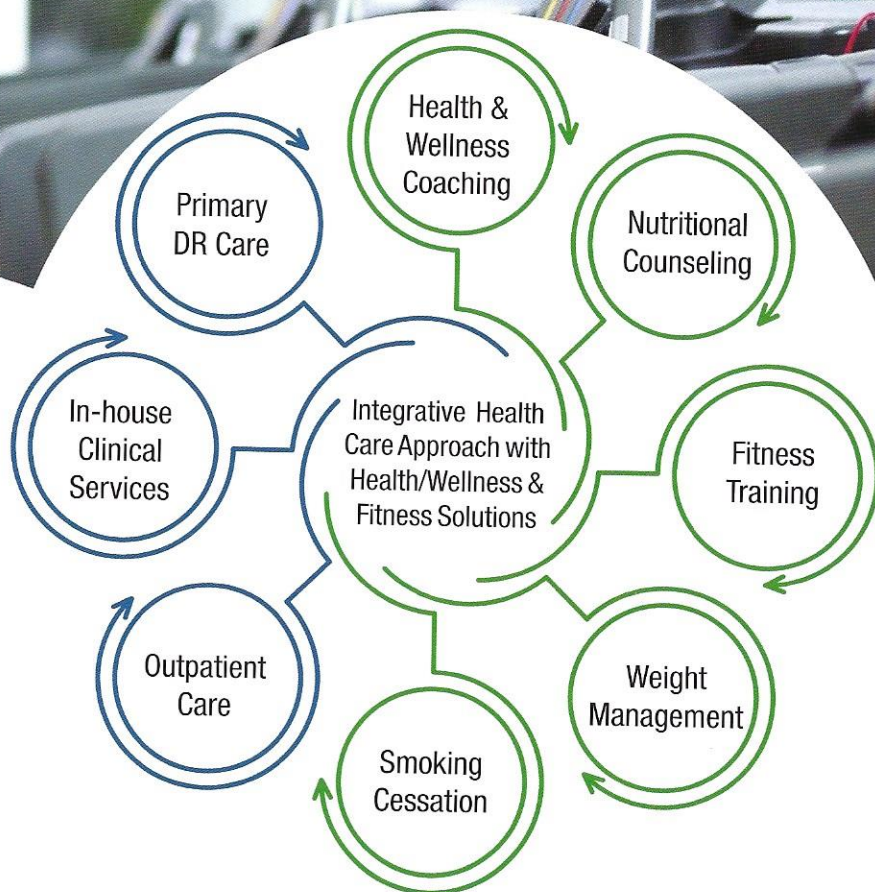 Health &
Wellness
Coaching
Nutritional
Counseling
Fitness
Training
Weight
Management
Smoking
Cessation
Outpatient
Care
In-house
Clinical
Services
Primary
DR Care
Integrative Health
Care Approach with
Health/Wellness &
Fitness Solutions